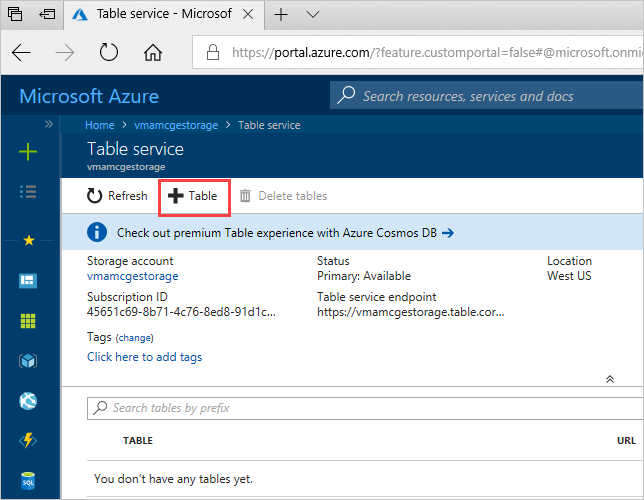 Table service - Microsof
https://portal.azure.com/?feature.customportal=false#@microsoft.onmi
Microsoft Azure
Search resources, services and docs
Home > vmamcgestorage > Table service
Table service
vmamcgestorage
Refresh + Table Delete tables
Check out premium Table experience with Azure Cosmos DB →
Storage account Status Location
vmamcgestorage Primary: Available West US
Subscription ID Table service endpoint
45651c69-8b71-4c76-8ed8-91d1c... https://vmamcgestorage.table.cor...
Tags (change)
Click here to add tags
Search tables by prefix
TABLE URL
You don't have any tables yet.
SQL